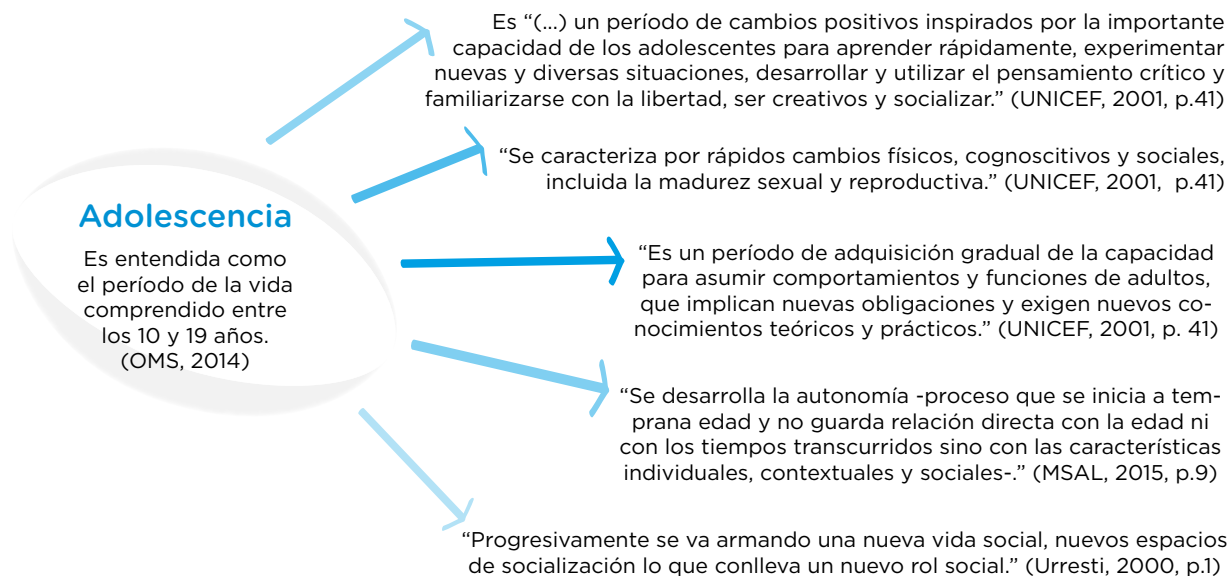 Es “(...) un período de cambios positivos inspirados por la importante
capacidad de los adolescentes para aprender rápidamente, experimentar
nuevas y diversas situaciones, desarrollar y utilizar el pensamiento crítico y
familiarizarse con la libertad, ser creativos y socializar.” (UNICEF, 2001, p.41)
“Se caracteriza por rápidos cambios físicos, cognoscitivos y sociales,
incluida la madurez sexual y reproductiva.” (UNICEF, 2001, p.41)
Adolescencia
Es entendida como
el período de la vida
comprendido entre
los 10 y 19 años.
(OMS, 2014)
“Es un período de adquisición gradual de la capacidad
para asumir comportamientos y funciones de adultos,
que implican nuevas obligaciones y exigen nuevos co-
nocimientos teóricos y prácticos.” (UNICEF, 2001, p. 41)
“Se desarrolla la autonomía -proceso que se inicia a tem-
prana edad y no guarda relación directa con la edad ni
con los tiempos transcurridos sino con las características
individuales, contextuales y sociales-.” (MSAL, 2015, p.9)
“Progresivamente se va armando una nueva vida social, nuevos espacios
de socialización lo que conlleva un nuevo rol social.” (Urresti, 2000, p.1)